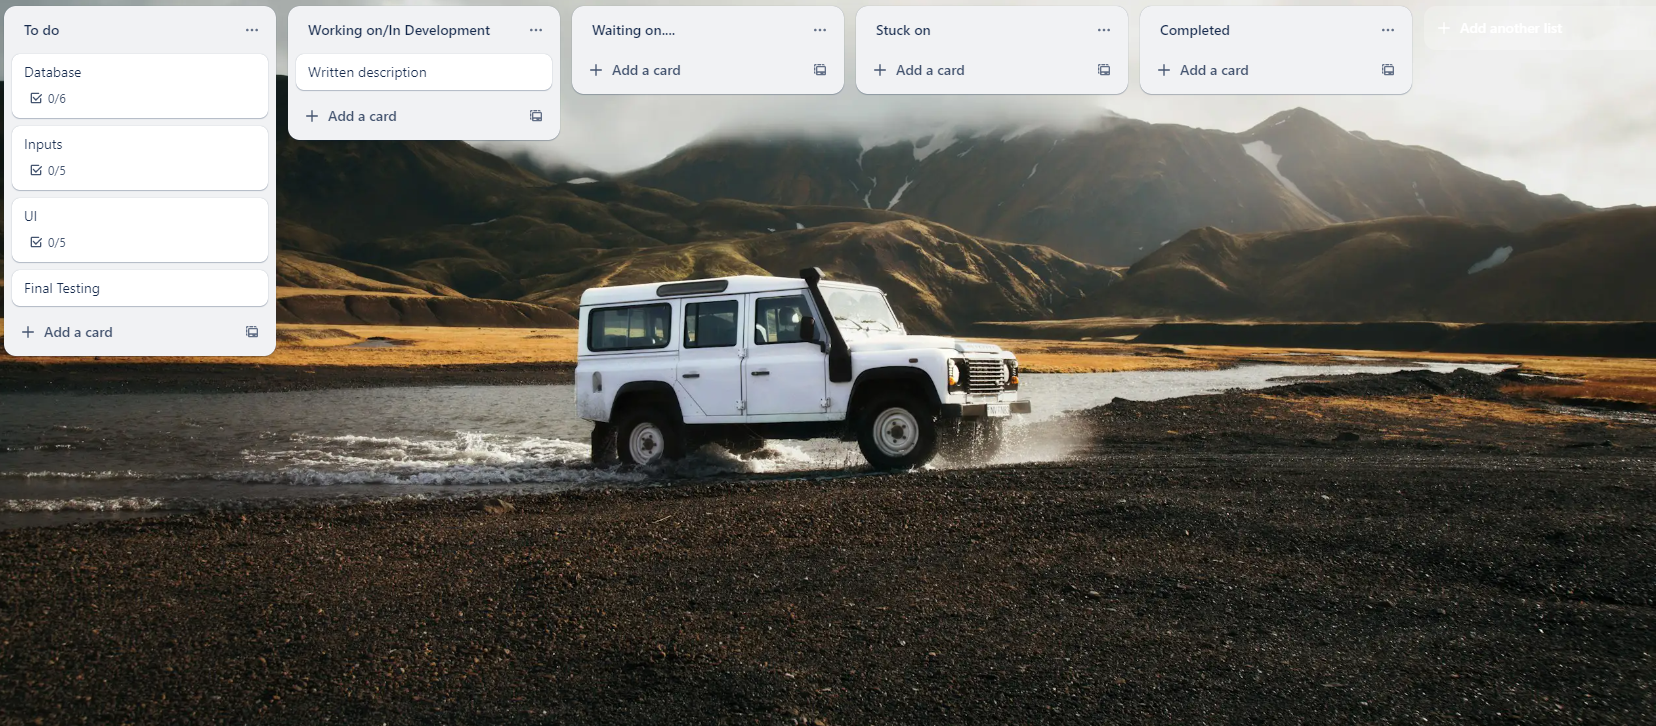 To do
Database
0/6
Inputs
0/5
UI
0/5
Final Testing
Add a card
Working on/In Development
Written description
Add a card
Waiting on....
Add a card
Stuck on
Add a card
Completed
Add a card
Add another list